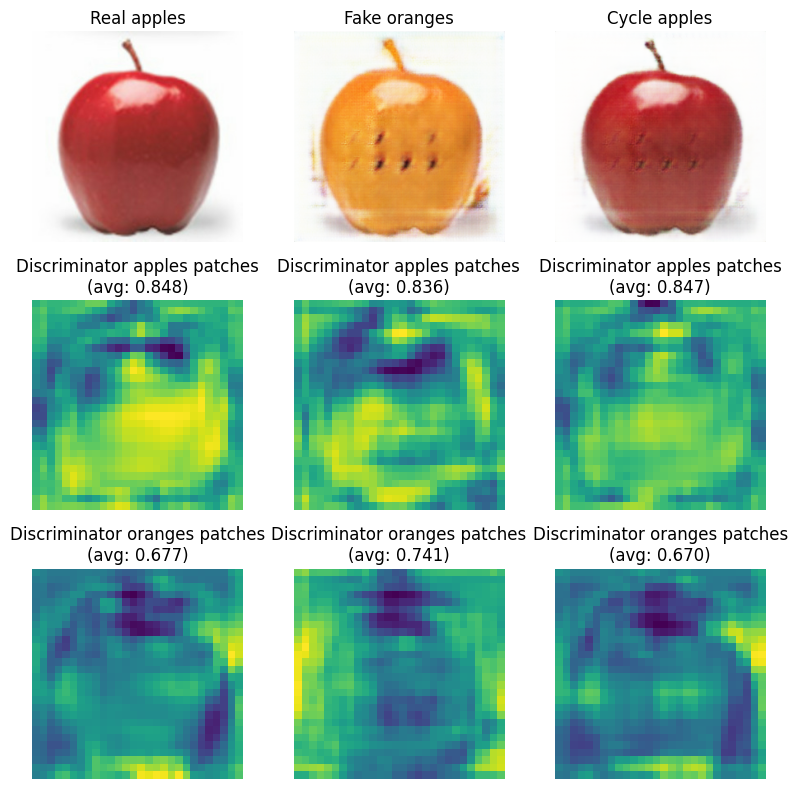 Real apples
Fake oranges
Cycle apples
Discriminator apples patches
(avg: 0.848)
Discriminator apples patches
(avg: 0.836)
Discriminator apples patches
(avg: 0.847)
Discriminator oranges patches
(avg: 0.677)
Discriminator oranges patches
(avg: 0.741)
Discriminator oranges patches
(avg: 0.670)